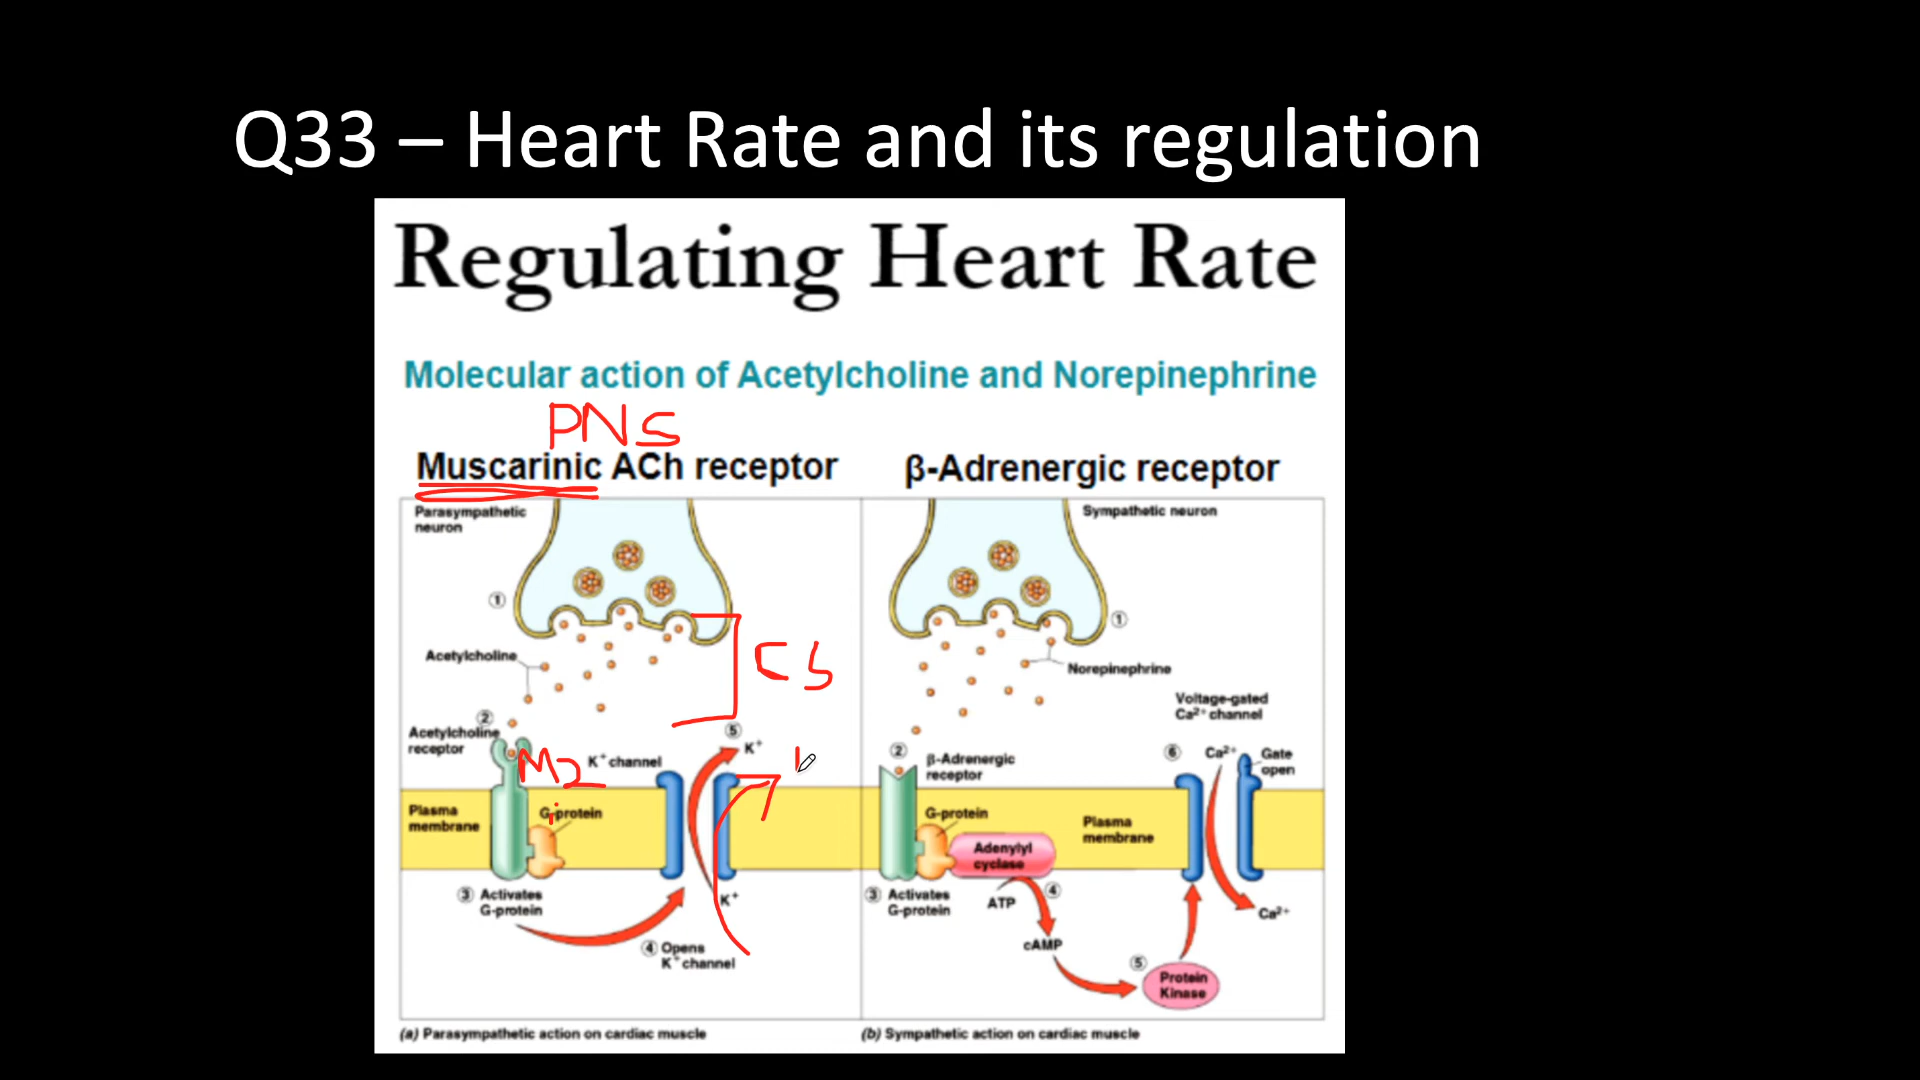 Q33 – Heart Rate and its regulation
Regulating Heart Rate
Molecular action of Acetylcholine and Norepinephrine
PNS
Muscarinic ACh receptor
β-Adrenergic receptor
Parasympathetic
neuron
①
Acetylcholine
CS
②
Acetylcholine
receptor
M2
K⁺ channel
⑤
K⁺
Plasma
membrane
Gi protein
③ Activates
G-protein
K⁺
④ Opens
K⁺ channel
(a) Parasympathetic action on cardiac muscle
Sympathetic neuron
①
Norepinephrine
Voltage-gated
Ca²⁺ channel
②
β-Adrenergic
receptor
⑥
Ca²⁺
Gate
open
G-protein
Adenylyl
cyclase
Plasma
membrane
③ Activates
G-protein
ATP
④
cAMP
Ca²⁺
⑤
Protein
Kinase
(b) Sympathetic action on cardiac muscle